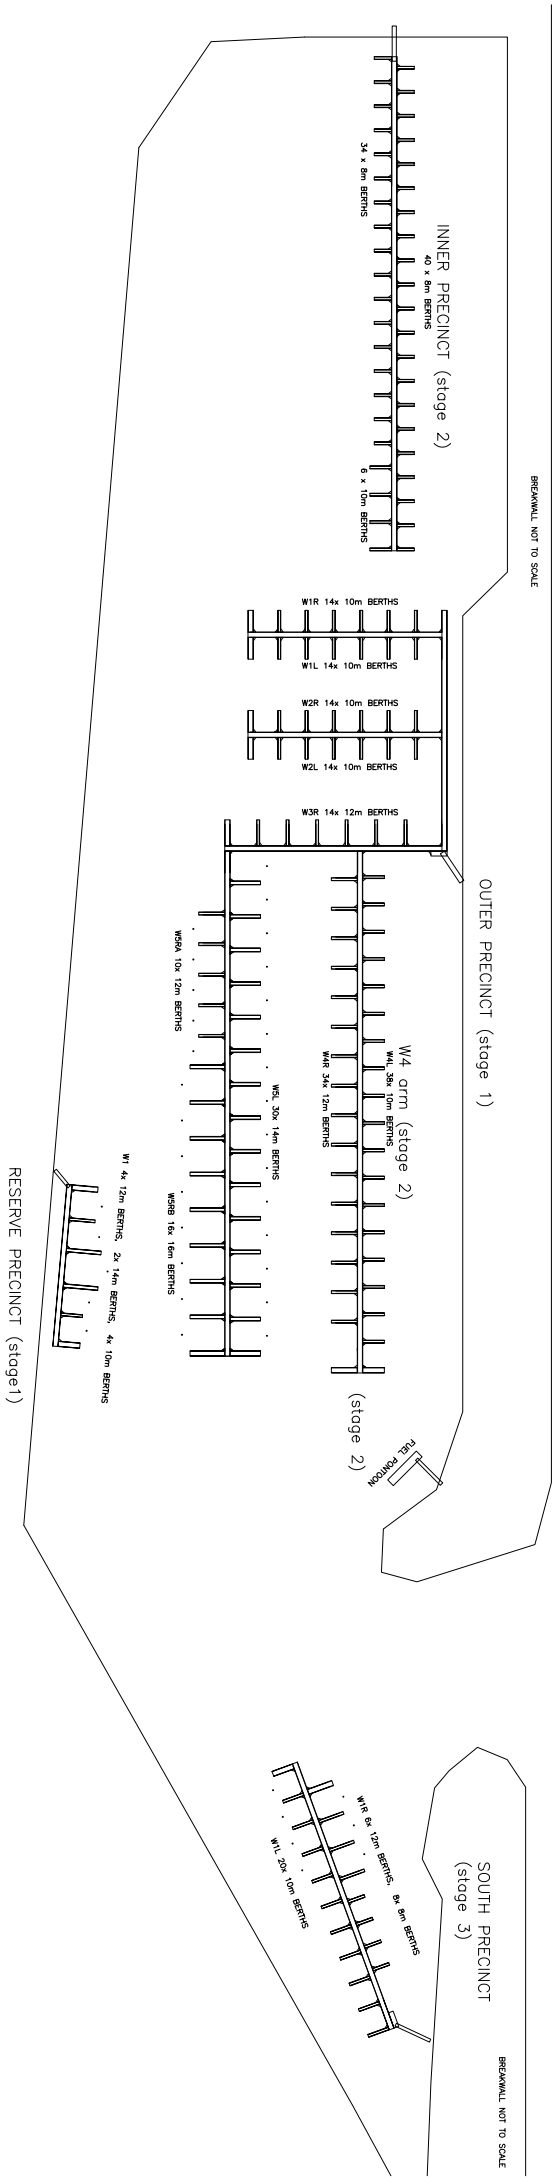 34 x 8m BERTHS
INNER PRECINCT (stage 2)
40 x 8m BERTHS
6 x 10m BERTHS
BREAKWALL NOT TO SCALE
W1R 14x 10m BERTHS
W1L 14x 10m BERTHS
W2R 14x 10m BERTHS
W2L 14x 10m BERTHS
W3R 14x 12m BERTHS
OUTER PRECINCT (stage 1)
W5RA 10x 12m BERTHS
W4 arm (stage 2)
W4L 38x 10m BERTHS
W4R 34x 12m BERTHS
W5L 30x 14m BERTHS
W5RB 16x 16m BERTHS
W1 4x 12m BERTHS, 2x 14m BERTHS, 4x 10m BERTHS
RESERVE PRECINCT (stage1)
(stage 2)
FUEL PONTOON
W1R 6x 12m BERTHS, 8x 8m BERTHS
W1L 20x 10m BERTHS
SOUTH PRECINCT
(stage 3)
BREAKWALL NOT TO SCALE